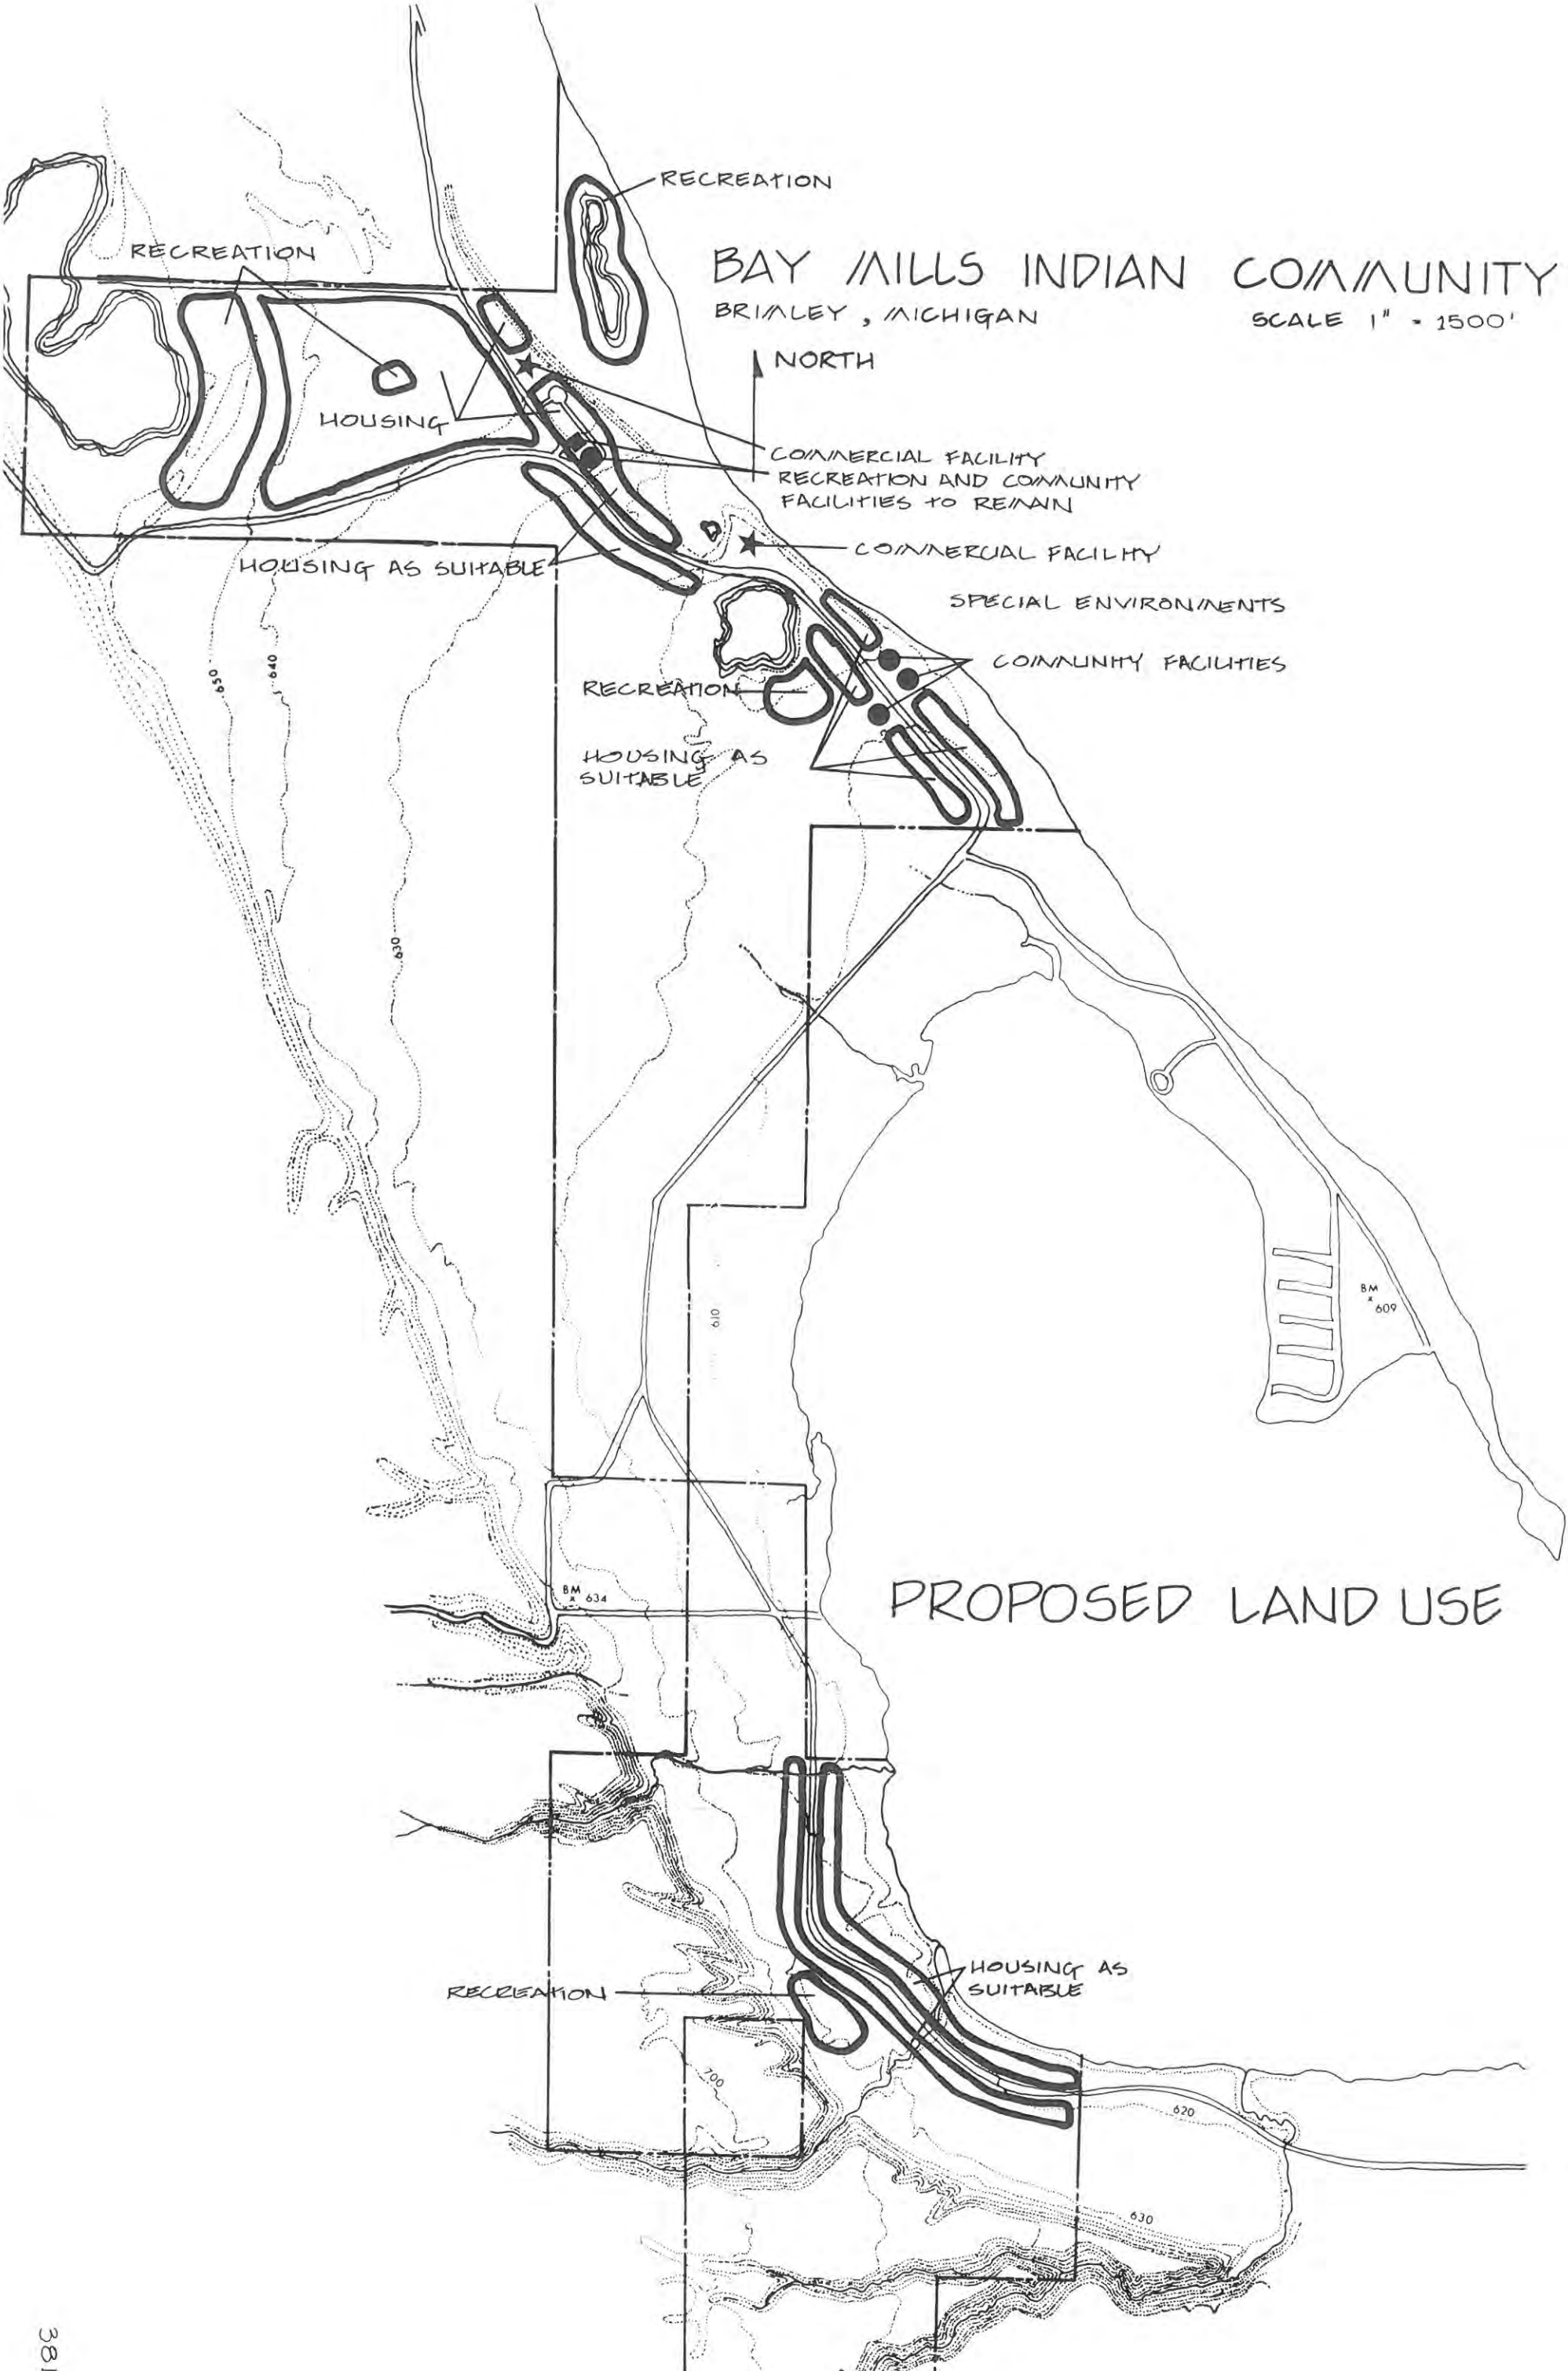 RECREATION
RECREATION
BAY MILLS INDIAN COMMUNITY
BRIMLEY, MICHIGAN
SCALE 1" = 1500'
NORTH
HOUSING
COMMERCIAL FACILITY
RECREATION AND COMMUNITY
FACILITIES TO REMAIN
COMMERCIAL FACILITY
HOUSING AS SUITABLE
SPECIAL ENVIRONMENTS
COMMUNITY FACILITIES
650
640
RECREATION
HOUSING AS
SUITABLE
630
BM
x 609
610
BM
x 634
PROPOSED LAND USE
HOUSING AS
SUITABLE
RECREATION
700
620
630
381